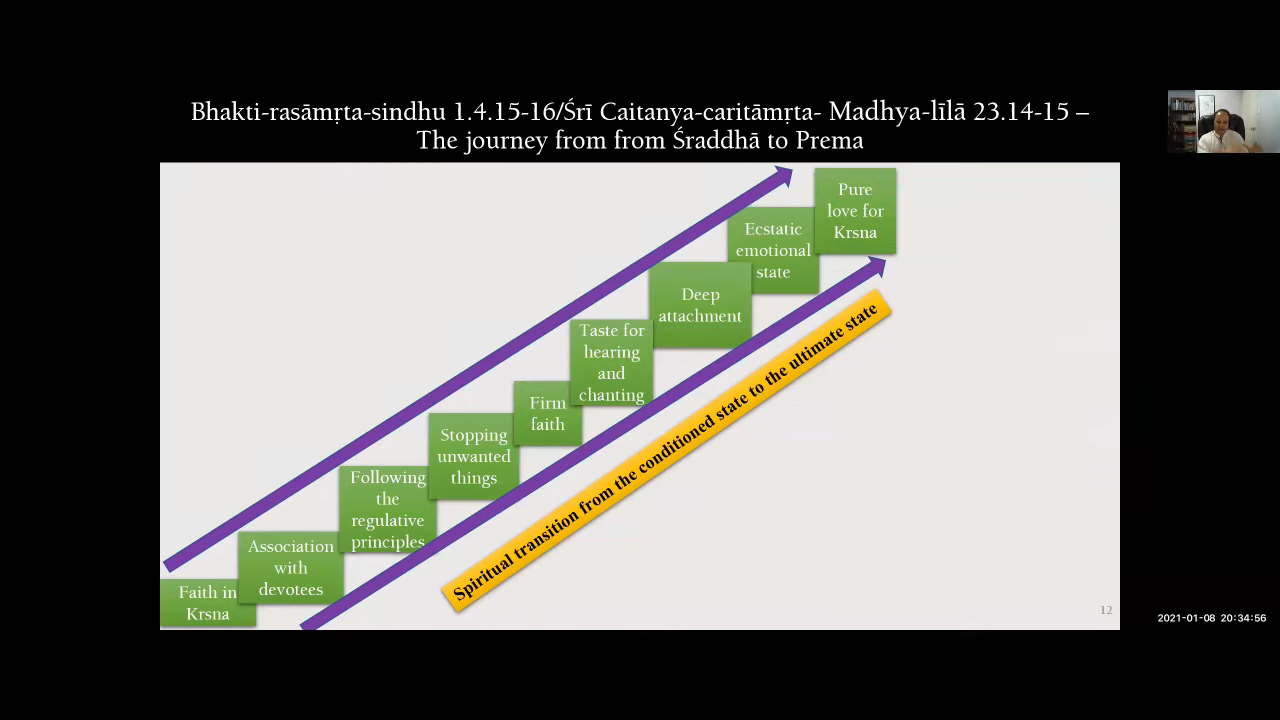 Bhakti-rasāmṛta-sindhu 1.4.15-16/Śrī Caitanya-caritāmṛta- Madhya-līlā 23.14-15 –
The journey from from Śraddhā to Prema
Pure
love for
Krsna
Ecstatic
emotional
state
Deep
attachment
Taste for
hearing
and
chanting
Firm
faith
Stopping
unwanted
things
Following
the
regulative
principles
Association
with
devotees
Faith in
Krsna
Spiritual transition from the conditioned state to the ultimate state
12
2021-01-08 20:34:56